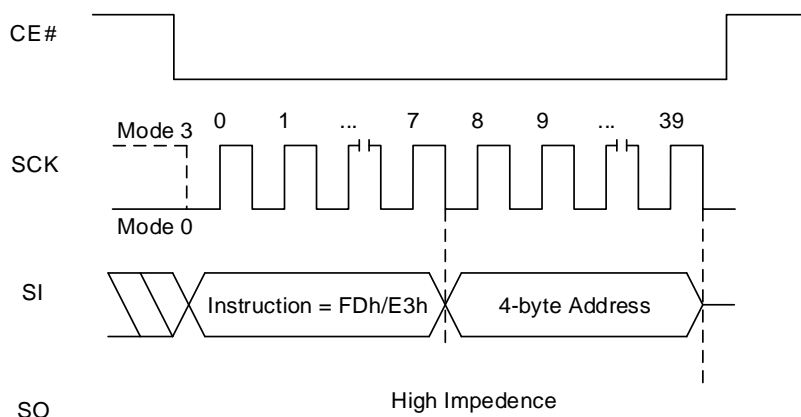 CE#
Mode 3 0 1 ... 7 8 9 ... 39
SCK
Mode 0
SI Instruction = FDh/E3h 4-byte Address
High Impedence
SO